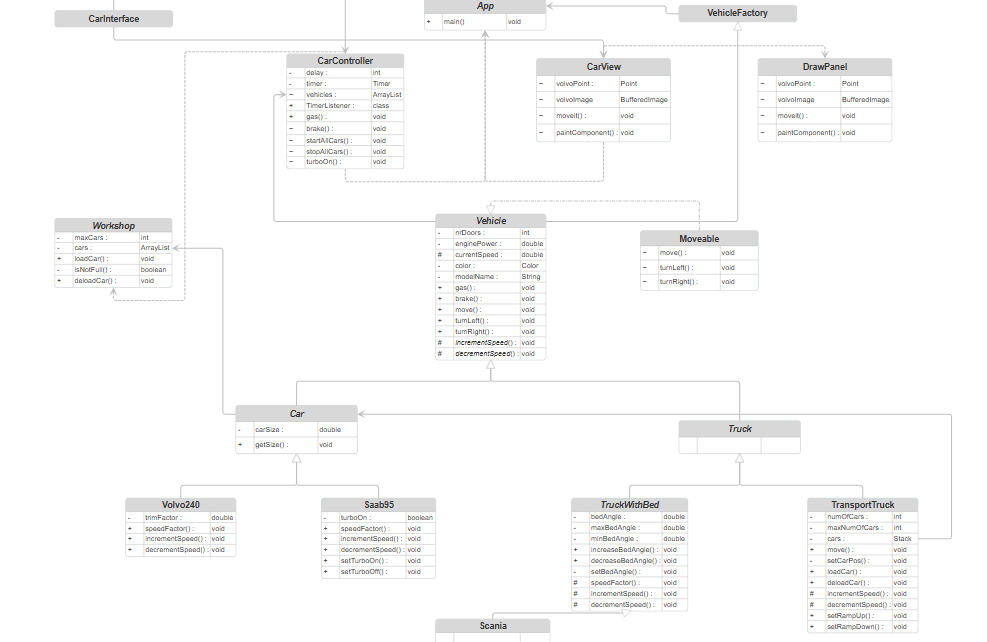 App
+ main() void
CarInterface
VehicleFactory
CarController
- delay : int
- timer : Timer
~ vehicles : ArrayList
+ TimerListener : class
+ gas() : void
~ brake() : void
~ startAllCars() : void
~ stopAllCars() : void
~ turboOn() : void
CarView
~ volvoPoint : Point
~ volvoImage BufferedImage
~ moveit() : void
~ paintComponent() : void
DrawPanel
~ volvoPoint : Point
~ volvoImage BufferedImage
~ moveit() : void
~ paintComponent() : void
Workshop
- maxCars : int
- cars : ArrayList
+ loadCar() : void
- isNotFull() : boolean
+ deloadCar() : void
Vehicle
- nrDoors : int
- enginePower : double
# currentSpeed : double
- color : Color
- modelName : String
+ gas() : void
+ brake() : void
+ move() : void
+ turnLeft() : void
+ turnRight() : void
# incrementSpeed() : void
# decrementSpeed() : void
Moveable
~ move() : void
~ turnLeft() : void
~ turnRight() : void
Car
- carSize : double
+ getSize() : void
Truck
Volvo240
- trimFactor : double
+ speedFactor() : void
+ incrementSpeed() : void
+ decrementSpeed() : void
Saab95
- turboOn : boolean
+ speedFactor() : void
+ incrementSpeed() : void
+ decrementSpeed() : void
+ setTurboOn() : void
+ setTurboOff() : void
TruckWithBed
- bedAngle : double
- maxBedAngle : double
- minBedAngle : double
+ increaseBedAngle() : void
+ decreaseBedAngle() : void
- setBedAngle() : void
# speedFactor() : void
# incrementSpeed() : void
# decrementSpeed() : void
TransportTruck
- numOfCars : int
- maxNumOfCars : int
- cars : Stack
+ move() : void
- setCarPos() : void
+ loadCar() : void
+ deloadCar() : void
# incrementSpeed() : void
# decrementSpeed() : void
+ setRampUp() : void
+ setRampDown() : void
Scania